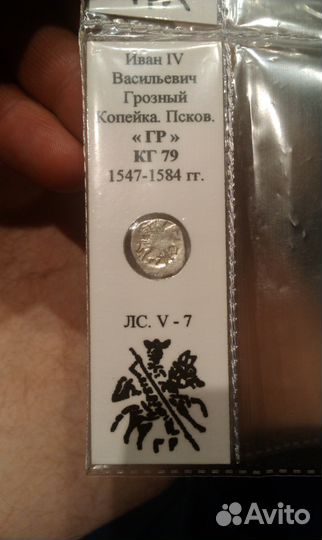 Иван IV
Васильевич
Грозный
Копейка. Псков.
« ГР »
КГ 79
1547-1584 гг.
ЛС. V - 7
Avito